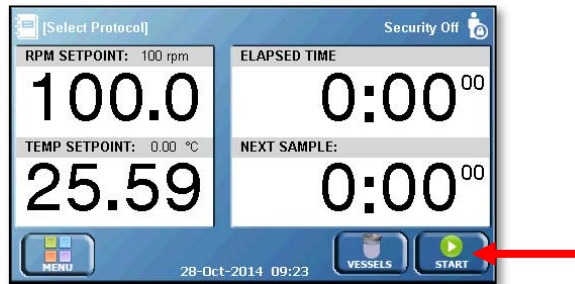 [Select Protocol] Security Off
RPM SETPOINT: 100 rpm
100.0
ELAPSED TIME
0:00 00
TEMP SETPOINT: 0.00 °C
25.59
NEXT SAMPLE:
0:00 00
MENU
28-Oct-2014 09:23
VESSELS
START